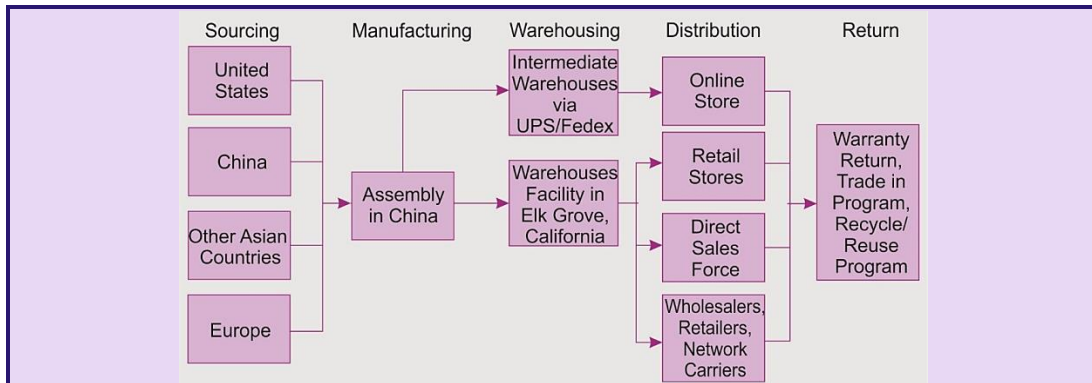 Sourcing
Manufacturing
Warehousing
Distribution
Return
United
States
China
Other Asian
Countries
Europe
Assembly
in China
Intermediate
Warehouses
via
UPS/Fedex
Warehouses
Facility in
Elk Grove,
California
Online
Store
Retail
Stores
Direct
Sales
Force
Wholesalers,
Retailers,
Network
Carriers
Warranty
Return,
Trade in
Program,
Recycle/
Reuse
Program